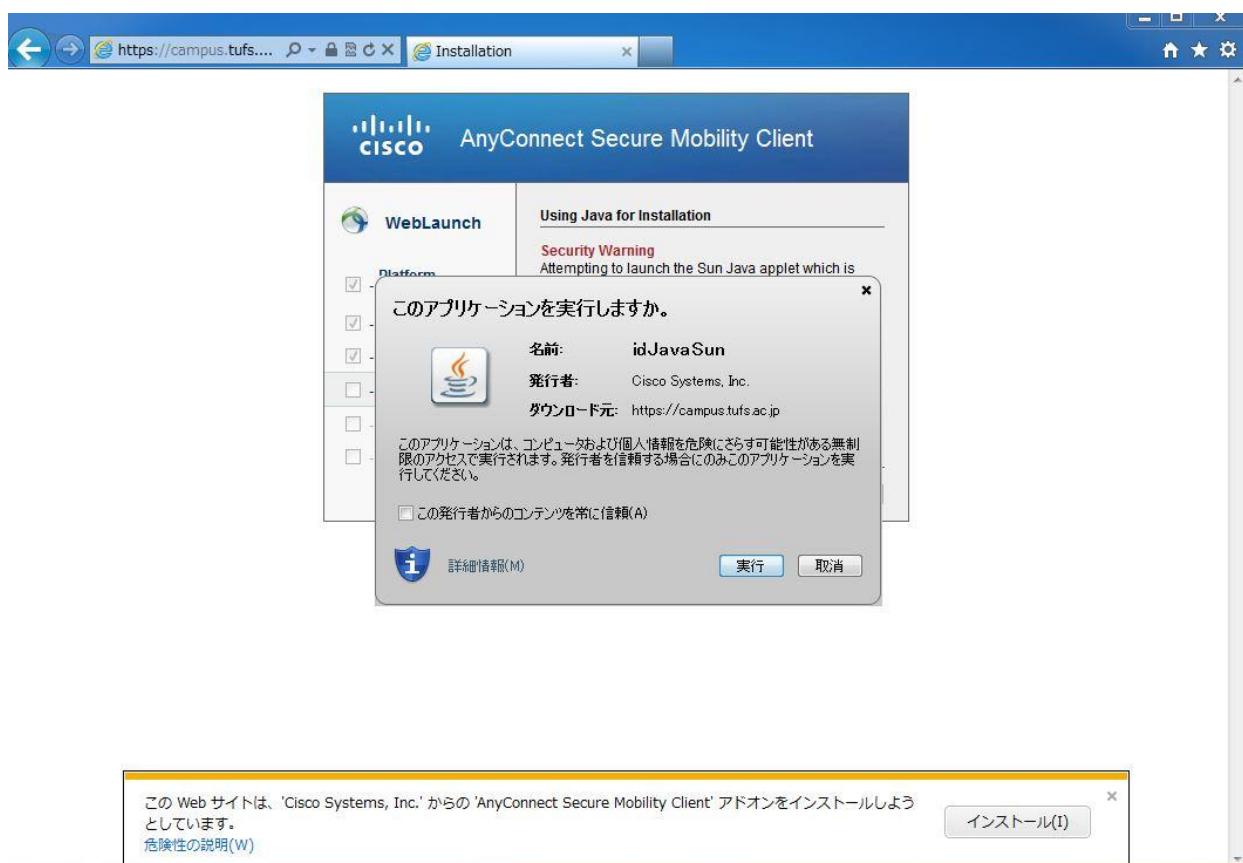 https://campus.tufs....
Installation
CISCO
AnyConnect Secure Mobility Client
WebLaunch
Using Java for Installation
Security Warning
Attempting to launch the Sun Java applet which is
Platform
このアプリケーションを実行しますか。
名前: idJavaSun
発行者: Cisco Systems, Inc.
ダウンロード元: https://campus.tufs.ac.jp
このアプリケーションは、コンピュータおよび個人情報を危険にさらす可能性がある無制
限のアクセスで実行されます。発行者を信頼する場合にのみこのアプリケーションを実
行してください。
この発行者からのコンテンツを常に信頼(A)
詳細情報(M)
実行
取消
この Web サイトは、'Cisco Systems, Inc.' からの 'AnyConnect Secure Mobility Client' アドオンをインストールしよう
としています。
危険性の説明(W)
インストール(I)